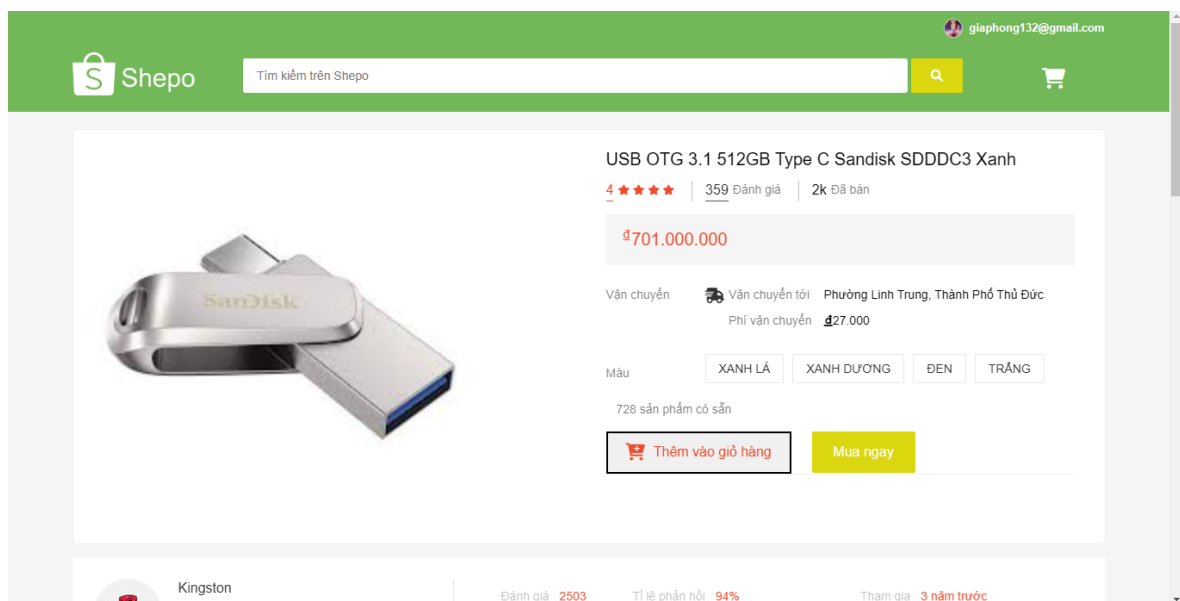 giaphong132@gmail.com
S Shepo
Tìm kiếm trên Shepo
USB OTG 3.1 512GB Type C Sandisk SDDDC3 Xanh
4 359 Đánh giá 2k Đã bán
₫701.000.000
SanDisk
Vận chuyển Vận chuyển tới Phường Linh Trung, Thành Phố Thủ Đức
Phí vận chuyển ₫27.000
Màu XANH LÁ XANH DƯƠNG ĐEN TRẮNG
728 sản phẩm có sẵn
Thêm vào giỏ hàng Mua ngay
Kingston
Đánh giá 2503 Tỉ lệ phản hồi 94% Tham gia 3 năm trước